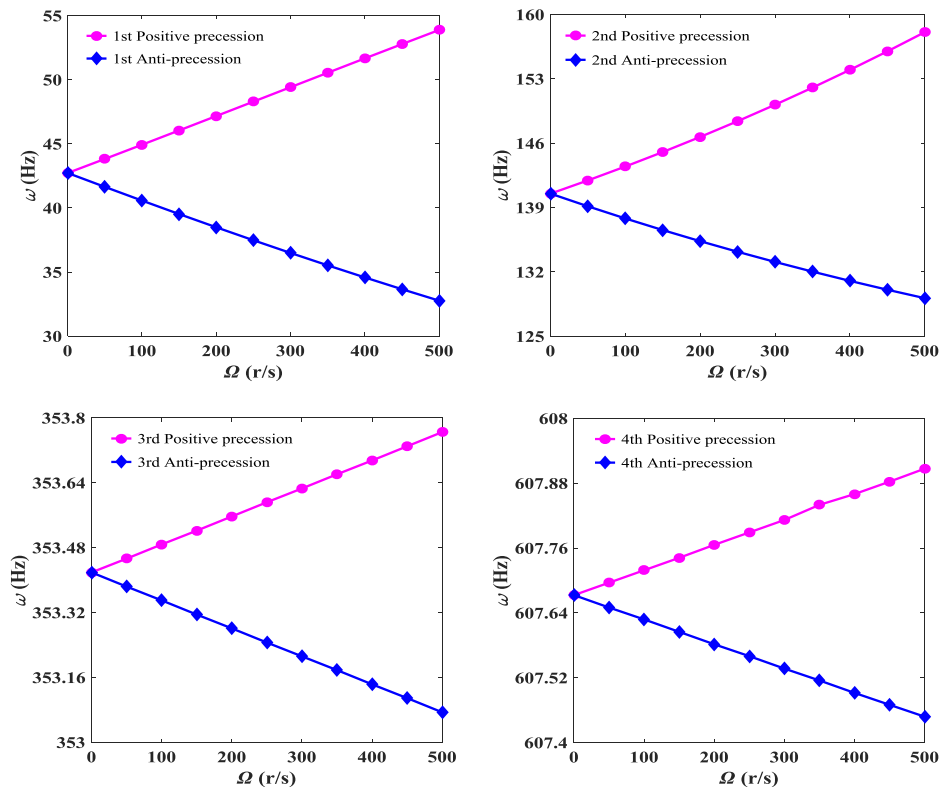 55
50
45
40
35
30
ω (Hz)
1st Positive precession
1st Anti-precession
0 100 200 300 400 500
Ω (r/s)
160
153
146
139
132
125
ω (Hz)
2nd Positive precession
2nd Anti-precession
0 100 200 300 400 500
Ω (r/s)
353.8
353.64
353.48
353.32
353.16
353
ω (Hz)
3rd Positive precession
3rd Anti-precession
0 100 200 300 400 500
Ω (r/s)
608
607.88
607.76
607.64
607.52
607.4
ω (Hz)
4th Positive precession
4th Anti-precession
0 100 200 300 400 500
Ω (r/s)